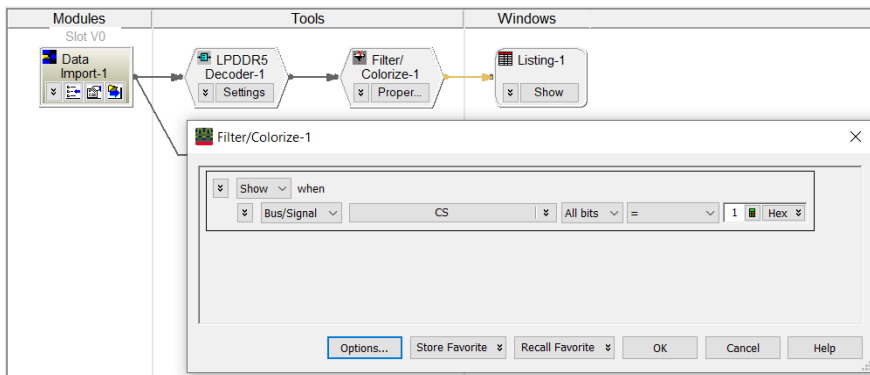 Modules
Tools
Windows
Slot V0
Data
Import-1
LPDDR5
Decoder-1
Settings
Filter/
Colorize-1
Proper...
Listing-1
Show
Filter/Colorize-1
Show when
Bus/Signal CS All bits = 1 Hex
Options... Store Favorite Recall Favorite OK Cancel Help